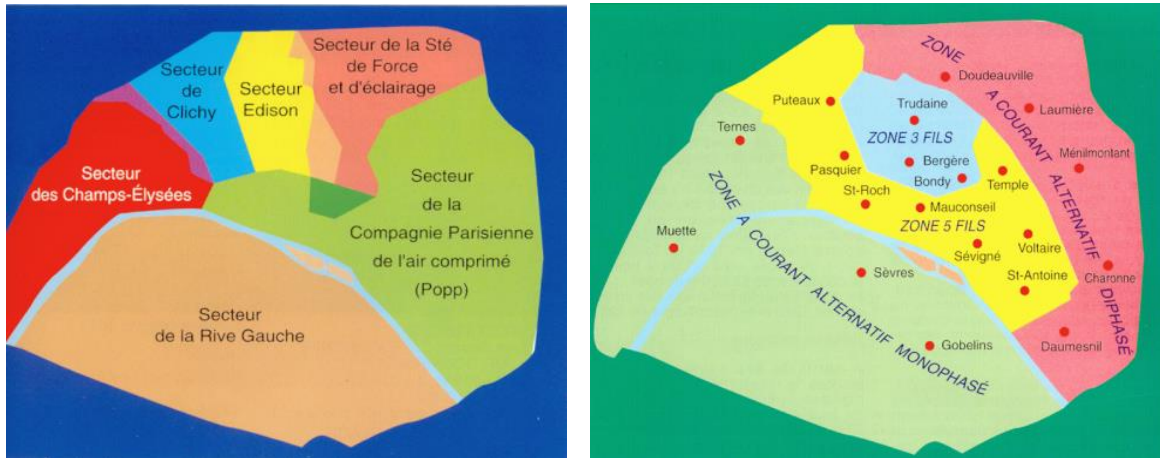 Secteur
de
Clichy
Secteur
Edison
Secteur de la Sté
de Force
et d'éclairage
Secteur
des Champs-Élysées
Secteur
de la
Compagnie Parisienne
de l'air comprimé
(Popp)
Secteur
de la Rive Gauche
ZONE A COURANT ALTERNATIF DIPHASÉ
Doudeauville
Puteaux
Trudaine
Laumière
Ternes
ZONE 3 FILS
Ménilmontant
Bergère
Pasquier
Bondy
Temple
St-Roch
Mauconseil
ZONE 5 FILS
Muette
Voltaire
Sévigné
Sèvres
St-Antoine
Charonne
ZONE A COURANT ALTERNATIF MONOPHASÉ
Gobelins
Daumesnil